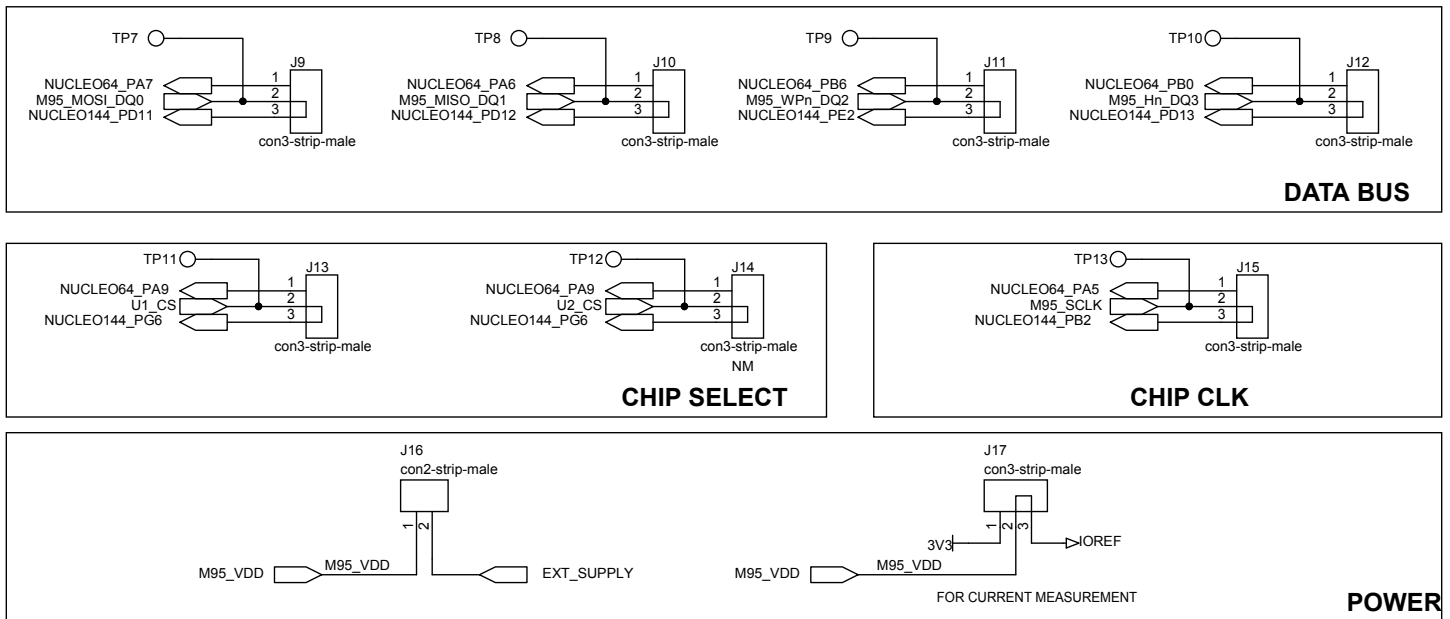 TP7
J9
NUCLEO64_PA7
M95_MOSI_DQ0
NUCLEO144_PD11
1
2
3
con3-strip-male
TP8
J10
NUCLEO64_PA6
M95_MISO_DQ1
NUCLEO144_PD12
1
2
3
con3-strip-male
TP9
J11
NUCLEO64_PB6
M95_WPn_DQ2
NUCLEO144_PE2
1
2
3
con3-strip-male
TP10
J12
NUCLEO64_PB0
M95_Hn_DQ3
NUCLEO144_PD13
1
2
3
con3-strip-male
DATA BUS
TP11
J13
NUCLEO64_PA9
U1_CS
NUCLEO144_PG6
1
2
3
con3-strip-male
TP12
J14
NUCLEO64_PA9
U2_CS
NUCLEO144_PG6
1
2
3
con3-strip-male
NM
CHIP SELECT
TP13
J15
NUCLEO64_PA5
M95_SCLK
NUCLEO144_PB2
1
2
3
con3-strip-male
CHIP CLK
J16
con2-strip-male
1
2
M95_VDD
M95_VDD
EXT_SUPPLY
J17
con3-strip-male
1
2
3
3V3
IOREF
M95_VDD
M95_VDD
FOR CURRENT MEASUREMENT
POWER